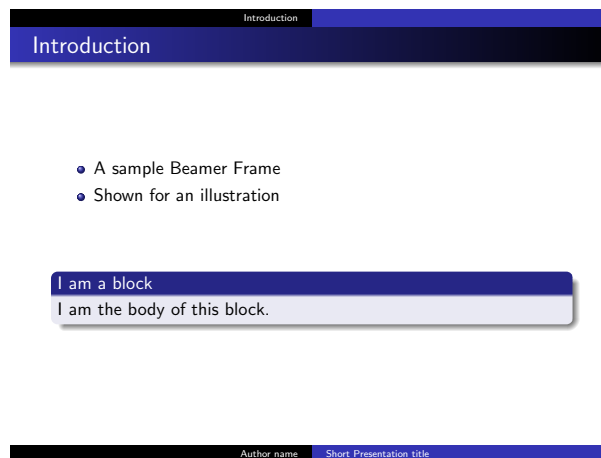 Introduction
Introduction
A sample Beamer Frame
Shown for an illustration
I am a block
I am the body of this block.
Author name Short Presentation title